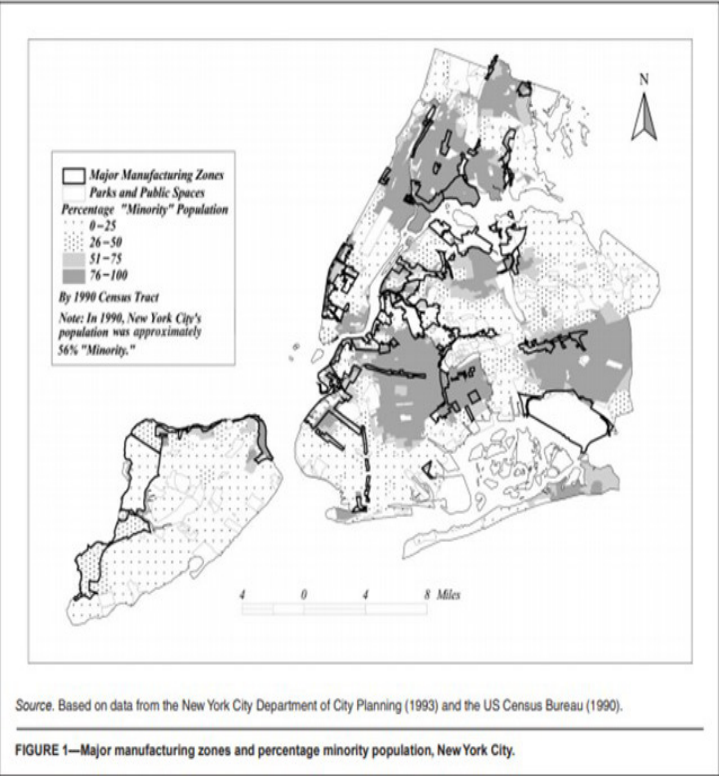 N
Major Manufacturing Zones
Parks and Public Spaces
Percentage "Minority" Population
0-25
26-50
51-75
76-100
By 1990 Census Tract
Note: In 1990, New York City's
population was approximately
56% "Minority."
4 0 4 8 Miles
Source. Based on data from the New York City Department of City Planning (1993) and the US Census Bureau (1990).
FIGURE 1—Major manufacturing zones and percentage minority population, New York City.